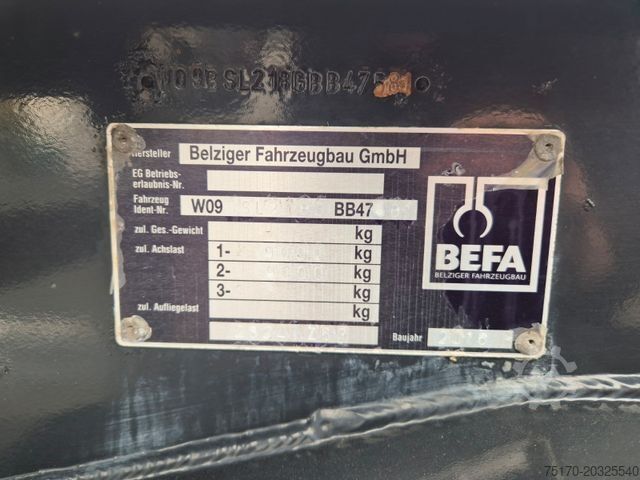 Hersteller Belziger Fahrzeugbau GmbH
EG Betriebs-
erlaubnis-Nr.
Fahrzeug
Ident-Nr. W09 BB47
zul. Ges.-Gewicht kg
zul. Achslast 1- kg
2- kg
3- kg
zul. Aufliegelast kg
Baujahr
BEFA
BELZIGER FAHRZEUGBAU
75170-20325540